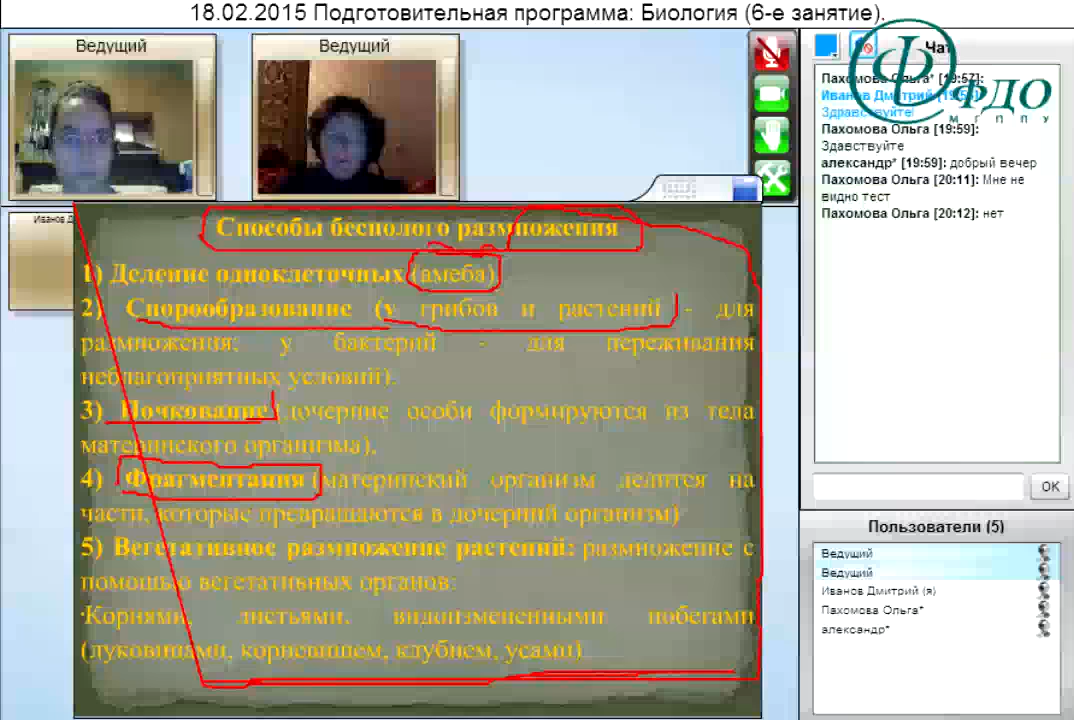 18.02.2015 Подготовительная программа: Биология (6-е занятие).
Ведущий
Ведущий
Чат
Пахомова Ольга* [19:57]:
Иванов Дмитрий
Здравствуйте!
Пахомова Ольга [19:59]:
Здавствуйте
александр* [19:59]: добрый вечер
Пахомова Ольга [20:11]: Мне не
видно тест
Пахомова Ольга [20:12]: нет
ФДО
МГППУ
OK
Пользователи (5)
Ведущий
Ведущий
Иванов Дмитрий (я)
Пахомова Ольга*
александр*
Иванов Д
Способы бесполого размножения
1) Деление одноклеточных (амеба).
2) Спорообразование (у грибов и растений - для
размножения; у бактерий - для переживания
неблагоприятных условий).
3) Почкование (дочерние особи формируются из тела
материнского организма).
4) Фрагментация (материнский организм делится на
части, которые превращаются в дочерний организм)
5) Вегетативное размножение растений: размножение с
помощью вегетативных органов:
·Корнями, листьями, видоизмененными побегами
(луковицами, корневищем, клубнем, усами)